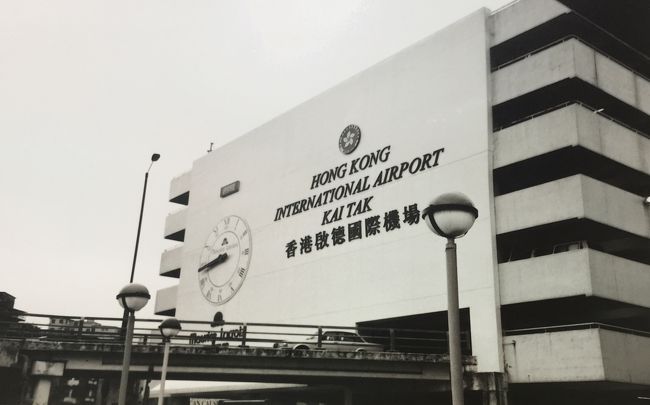 HONG KONG
INTERNATIONAL AIRPORT
KAI TAK
香港啟德國際機場